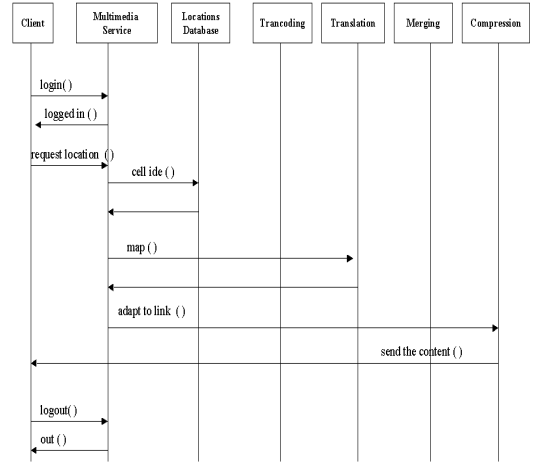 Client
Multimedia
Service
Locations
Database
Trancoding
Translation
Merging
Compression
login( )
logged in ( )
request location ( )
cell ide ( )
map ( )
adapt to link ( )
send the content ( )
logout( )
out ( )